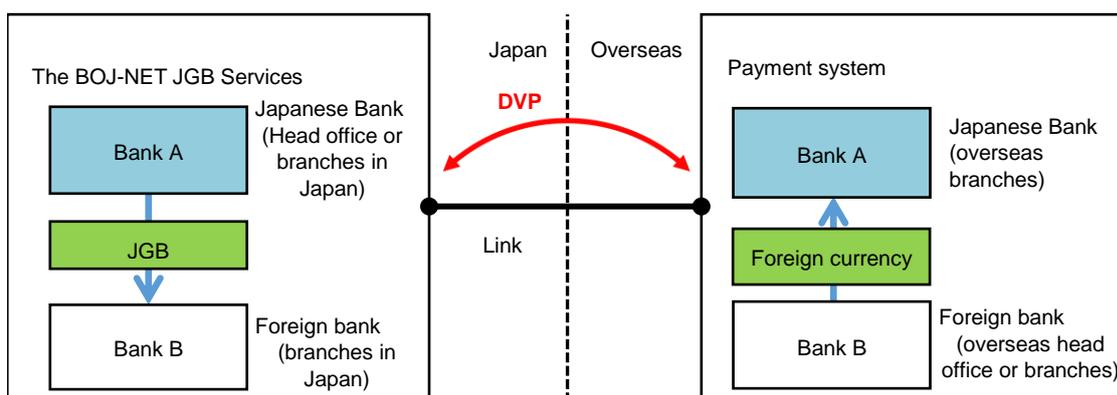 The BOJ-NET JGB Services
Bank A
Japanese Bank
(Head office or
branches in
Japan)
JGB
Bank B
Foreign bank
(branches in
Japan)
Japan
Overseas
DVP
Link
Payment system
Bank A
Japanese Bank
(overseas
branches)
Foreign currency
Bank B
Foreign bank
(overseas head
office or branches)